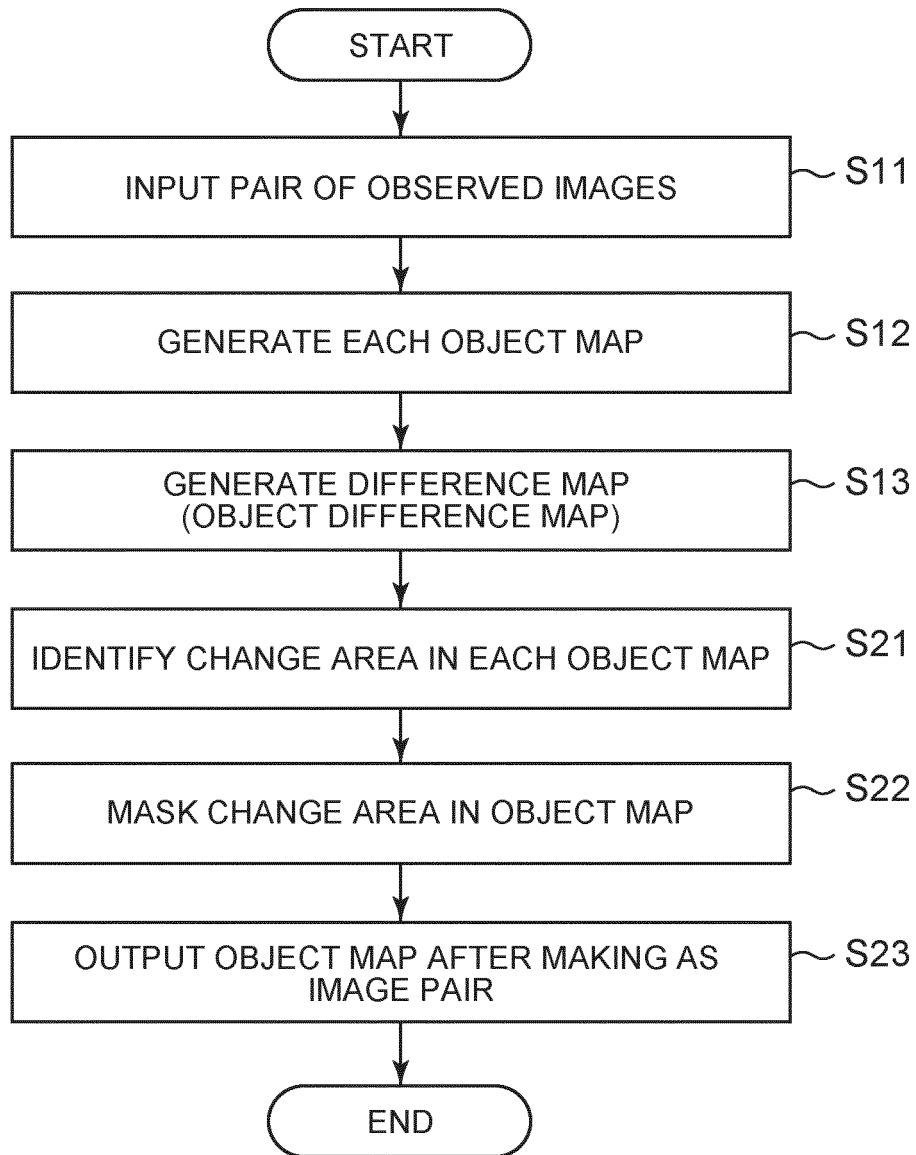 START
INPUT PAIR OF OBSERVED IMAGES
S11
GENERATE EACH OBJECT MAP
S12
GENERATE DIFFERENCE MAP
(OBJECT DIFFERENCE MAP)
S13
IDENTIFY CHANGE AREA IN EACH OBJECT MAP
S21
MASK CHANGE AREA IN OBJECT MAP
S22
OUTPUT OBJECT MAP AFTER MAKING AS
IMAGE PAIR
S23
END